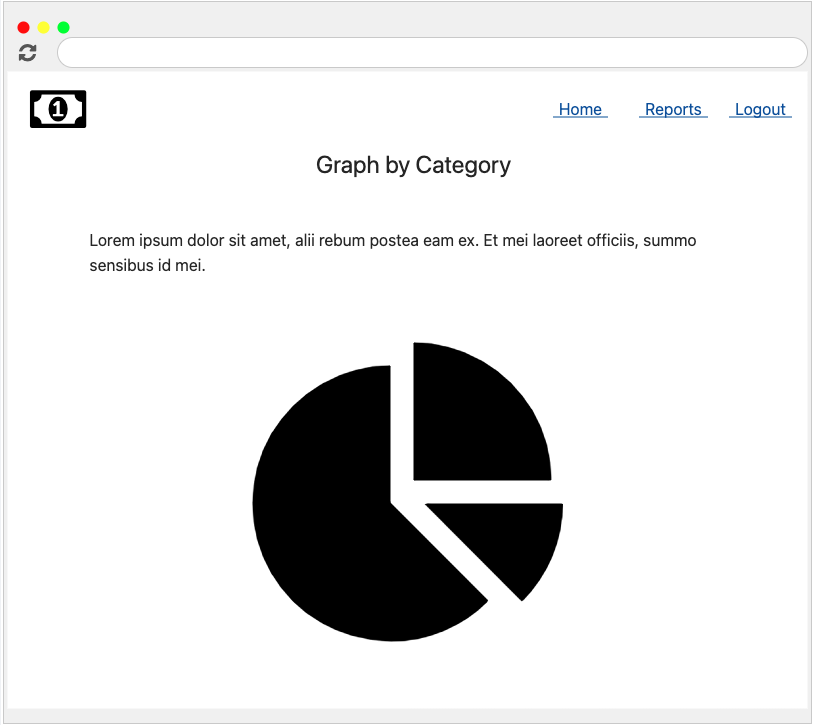 1
Home Reports Logout
Graph by Category
Lorem ipsum dolor sit amet, alii rebum postea eam ex. Et mei laoreet officiis, summo
sensibus id mei.